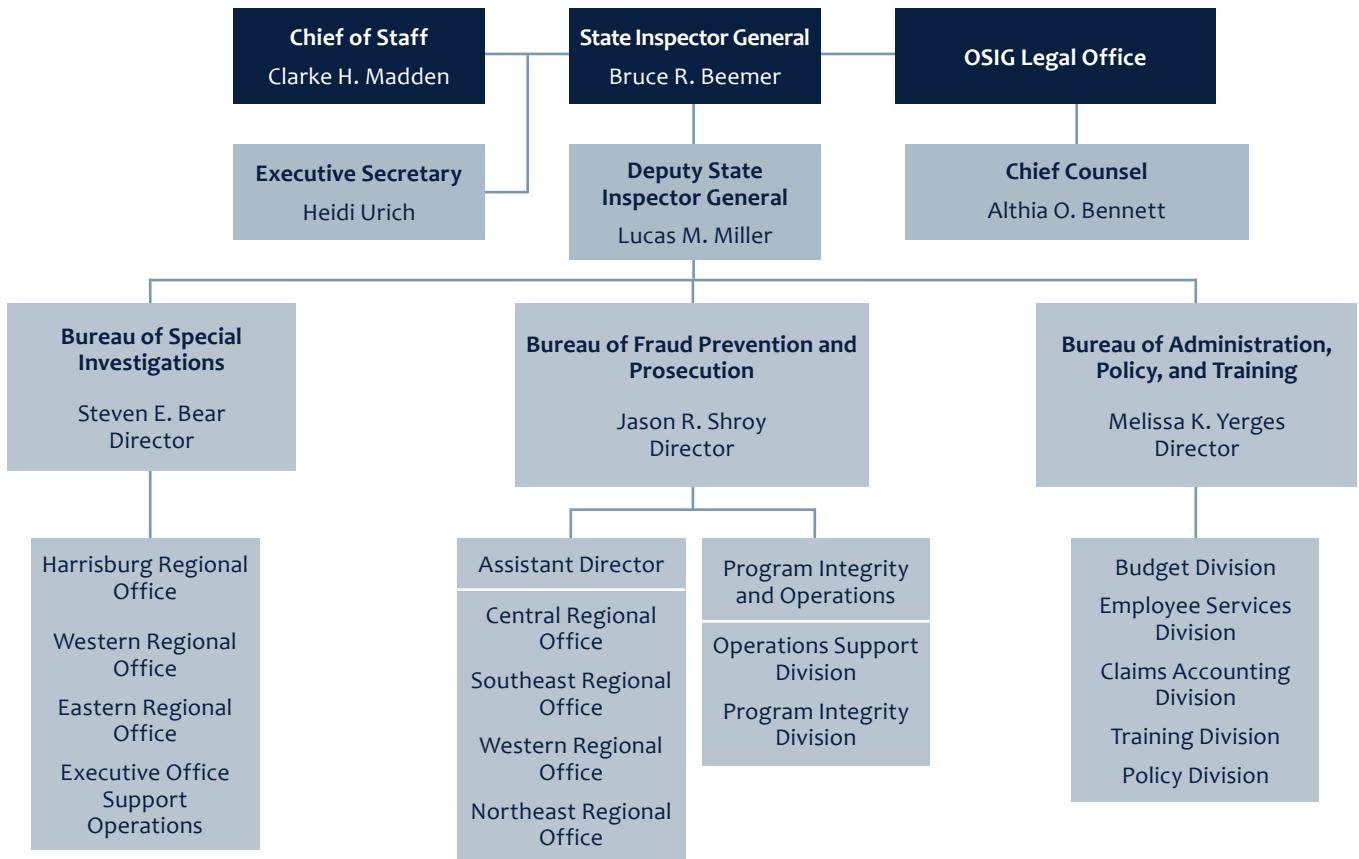 Chief of Staff
Clarke H. Madden
State Inspector General
Bruce R. Beemer
OSIG Legal Office
Executive Secretary
Heidi Urich
Deputy State
Inspector General
Lucas M. Miller
Chief Counsel
Althia O. Bennett
Bureau of Special
Investigations
Steven E. Bear
Director
Bureau of Fraud Prevention and
Prosecution
Jason R. Shroy
Director
Bureau of Administration,
Policy, and Training
Melissa K. Yerges
Director
Harrisburg Regional
Office
Western Regional
Office
Eastern Regional
Office
Executive Office
Support
Operations
Assistant Director
Central Regional
Office
Southeast Regional
Office
Western Regional
Office
Northeast Regional
Office
Program Integrity
and Operations
Operations Support
Division
Program Integrity
Division
Budget Division
Employee Services
Division
Claims Accounting
Division
Training Division
Policy Division